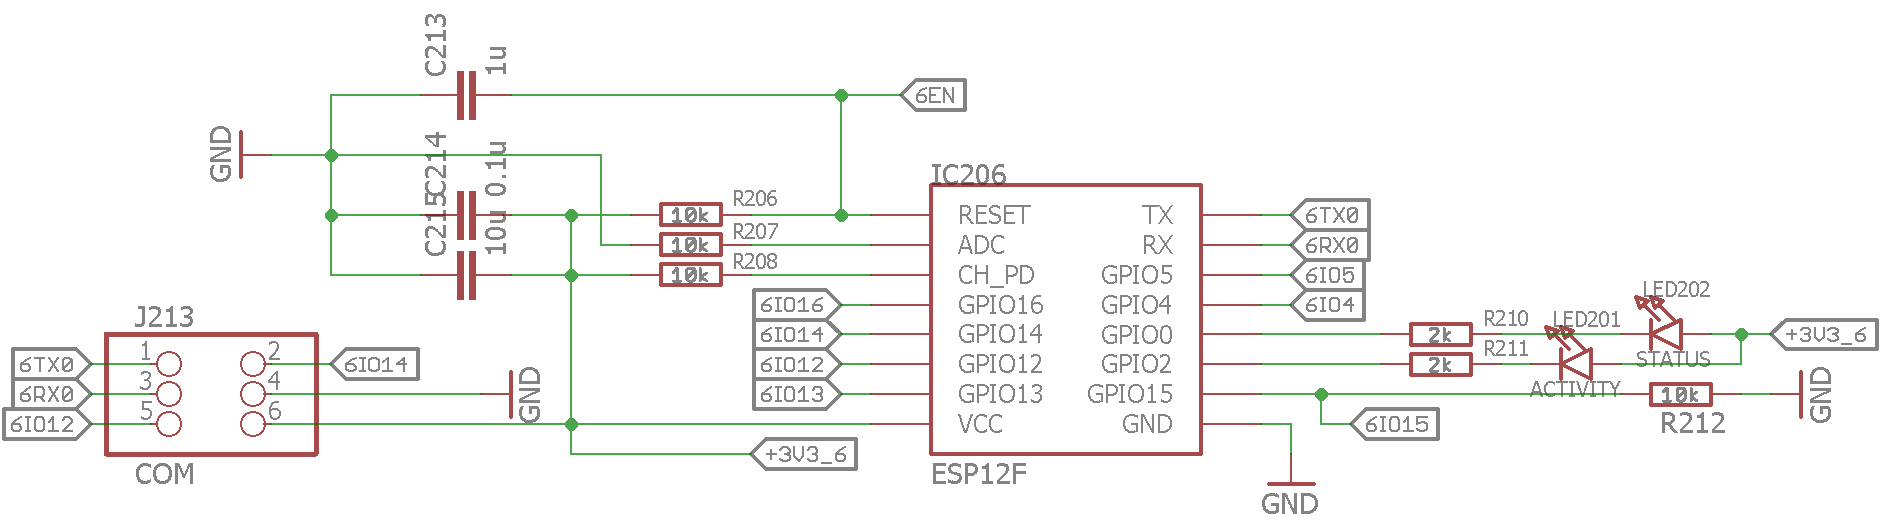 C213
1u
6EN
GND
C214
0.1u
C215
10u
R206
10k
R207
10k
R208
10k
IC206
RESET
ADC
CH_PD
GPIO16
GPIO14
GPIO12
GPIO13
VCC
TX
RX
GPIO5
GPIO4
GPIO0
GPIO2
GPIO15
GND
ESP12F
6IO16
6IO14
6IO12
6IO13
+3V3_6
6TX0
6RX0
6IO5
6IO4
R210
2k
R211
2k
LED202
STATUS
LED201
ACTIVITY
+3V3_6
10k
R212
GND
6IO15
GND
J213
6TX0
6RX0
6IO12
1 2
3 4
5 6
6IO14
GND
COM